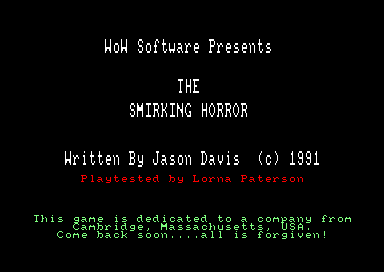 WoW Software Presents
THE
SMIRKING HORROR
Written By Jason Davis (c) 1991
Playtested by Lorna Paterson
This game is dedicated to a company from
Cambridge, Massachusetts, USA.
Come back soon....all is forgiven!